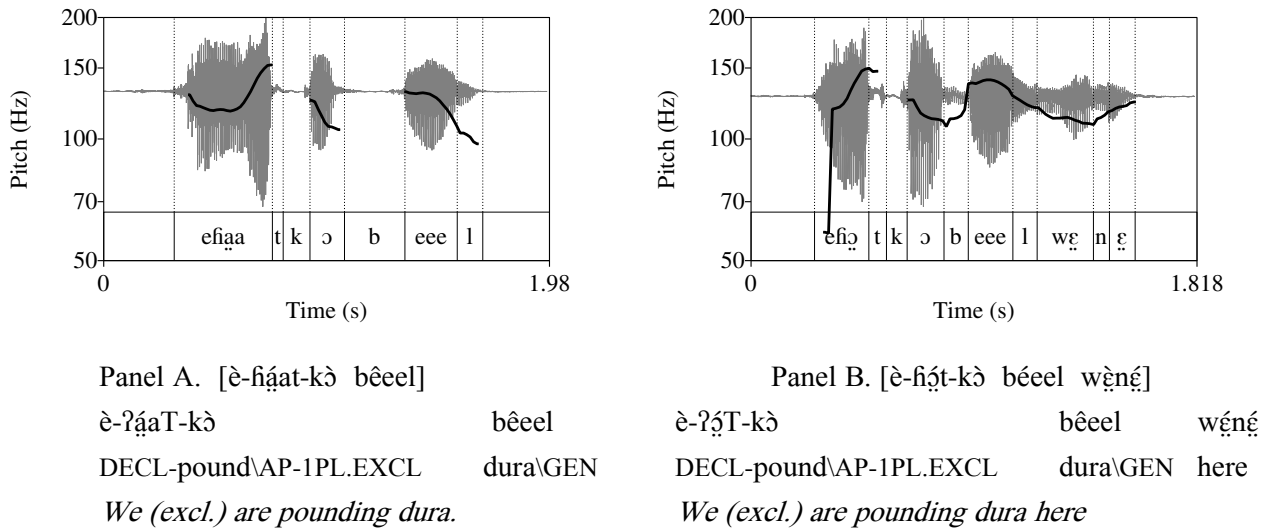 200
150
100
70
50
Pitch (Hz)
eɦa̤a t k ɔ b eee l
0 1.98
Time (s)
200
150
100
70
50
Pitch (Hz)
eɦɔ̤ t k ɔ b eee l wɛ̤ n ɛ̤
0 1.818
Time (s)
Panel A. [è-ɦá̤at-kɔ̀ bêeel]
è-ʔá̤aT-kɔ̀ bêeel
DECL-pound\AP-1PL.EXCL dura\GEN
We (excl.) are pounding dura.
Panel B. [è-ɦɔ̤́t-kɔ̀ béeel wɛ̤̀nɛ̤́]
è-ʔɔ̤́T-kɔ̀ bêeel wɛ̤́nɛ̤́
DECL-pound\AP-1PL.EXCL dura\GEN here
We (excl.) are pounding dura here